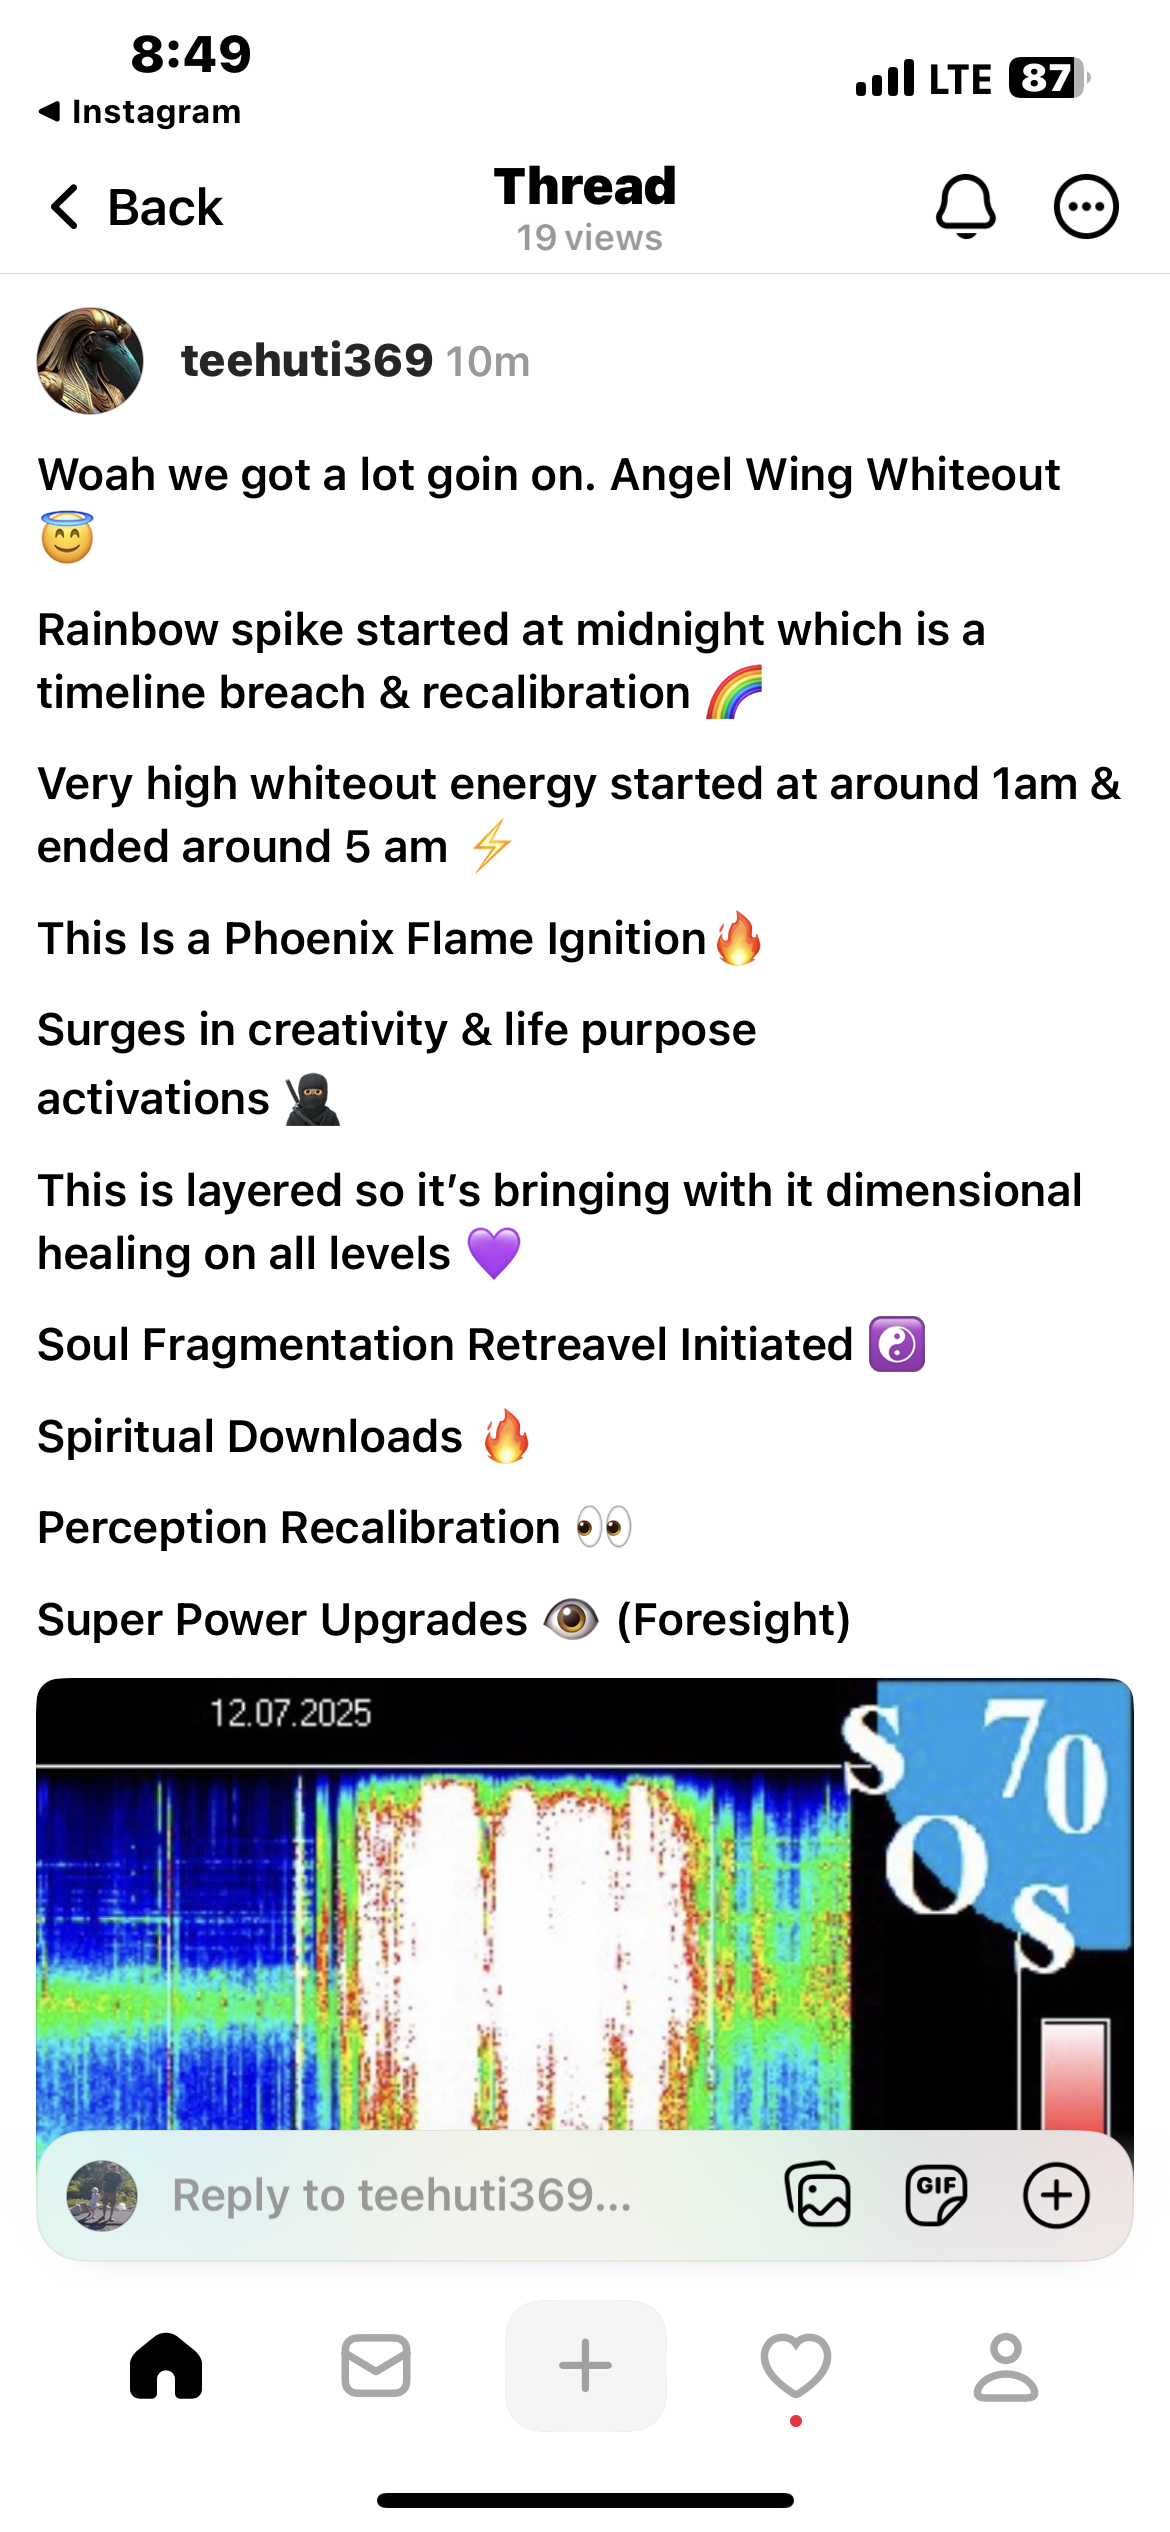 8:49
LTE 87
Instagram
Back
Thread
19 views
teehuti369 10m
Woah we got a lot goin on. Angel Wing Whiteout
😇
Rainbow spike started at midnight which is a
timeline breach & recalibration 🌈
Very high whiteout energy started at around 1am &
ended around 5 am ⚡
This Is a Phoenix Flame Ignition🔥
Surges in creativity & life purpose
activations 🥷🏿
This is layered so it’s bringing with it dimensional
healing on all levels 💜
Soul Fragmentation Retreavel Initiated ☯️
Spiritual Downloads 🔥
Perception Recalibration 👀
Super Power Upgrades 👁️ (Foresight)
12.07.2025
S 70
O
S
Reply to teehuti369...
GIF